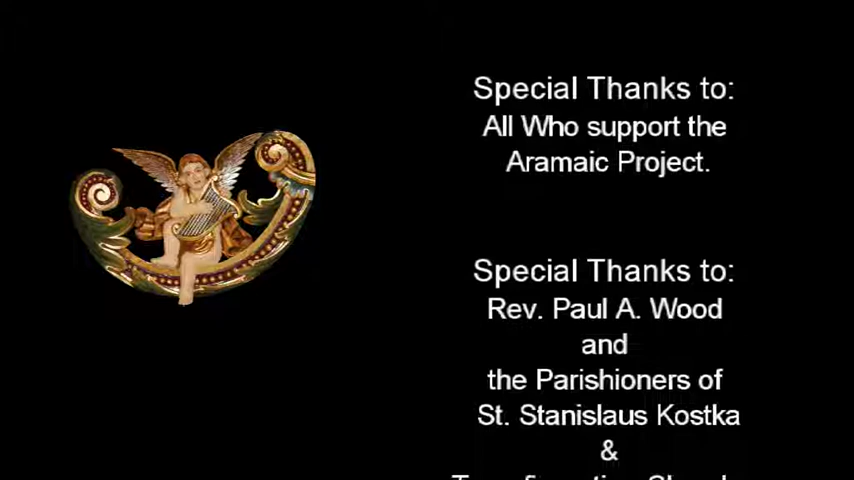 Special Thanks to:
All Who support the
Aramaic Project.
Special Thanks to:
Rev. Paul A. Wood
and
the Parishioners of
St. Stanislaus Kostka
&